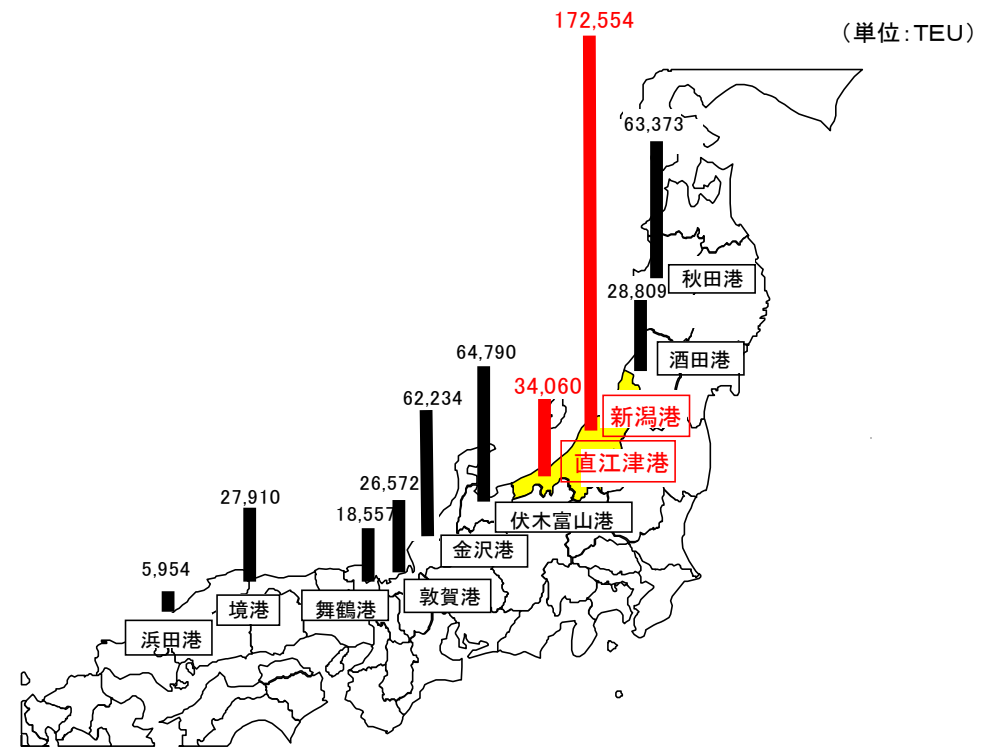 172,554
（単位：TEU）
63,373
秋田港
28,809
酒田港
64,790
34,060
62,234
新潟港
直江津港
26,572
27,910
18,557
伏木富山港
金沢港
5,954
敦賀港
境港
舞鶴港
浜田港